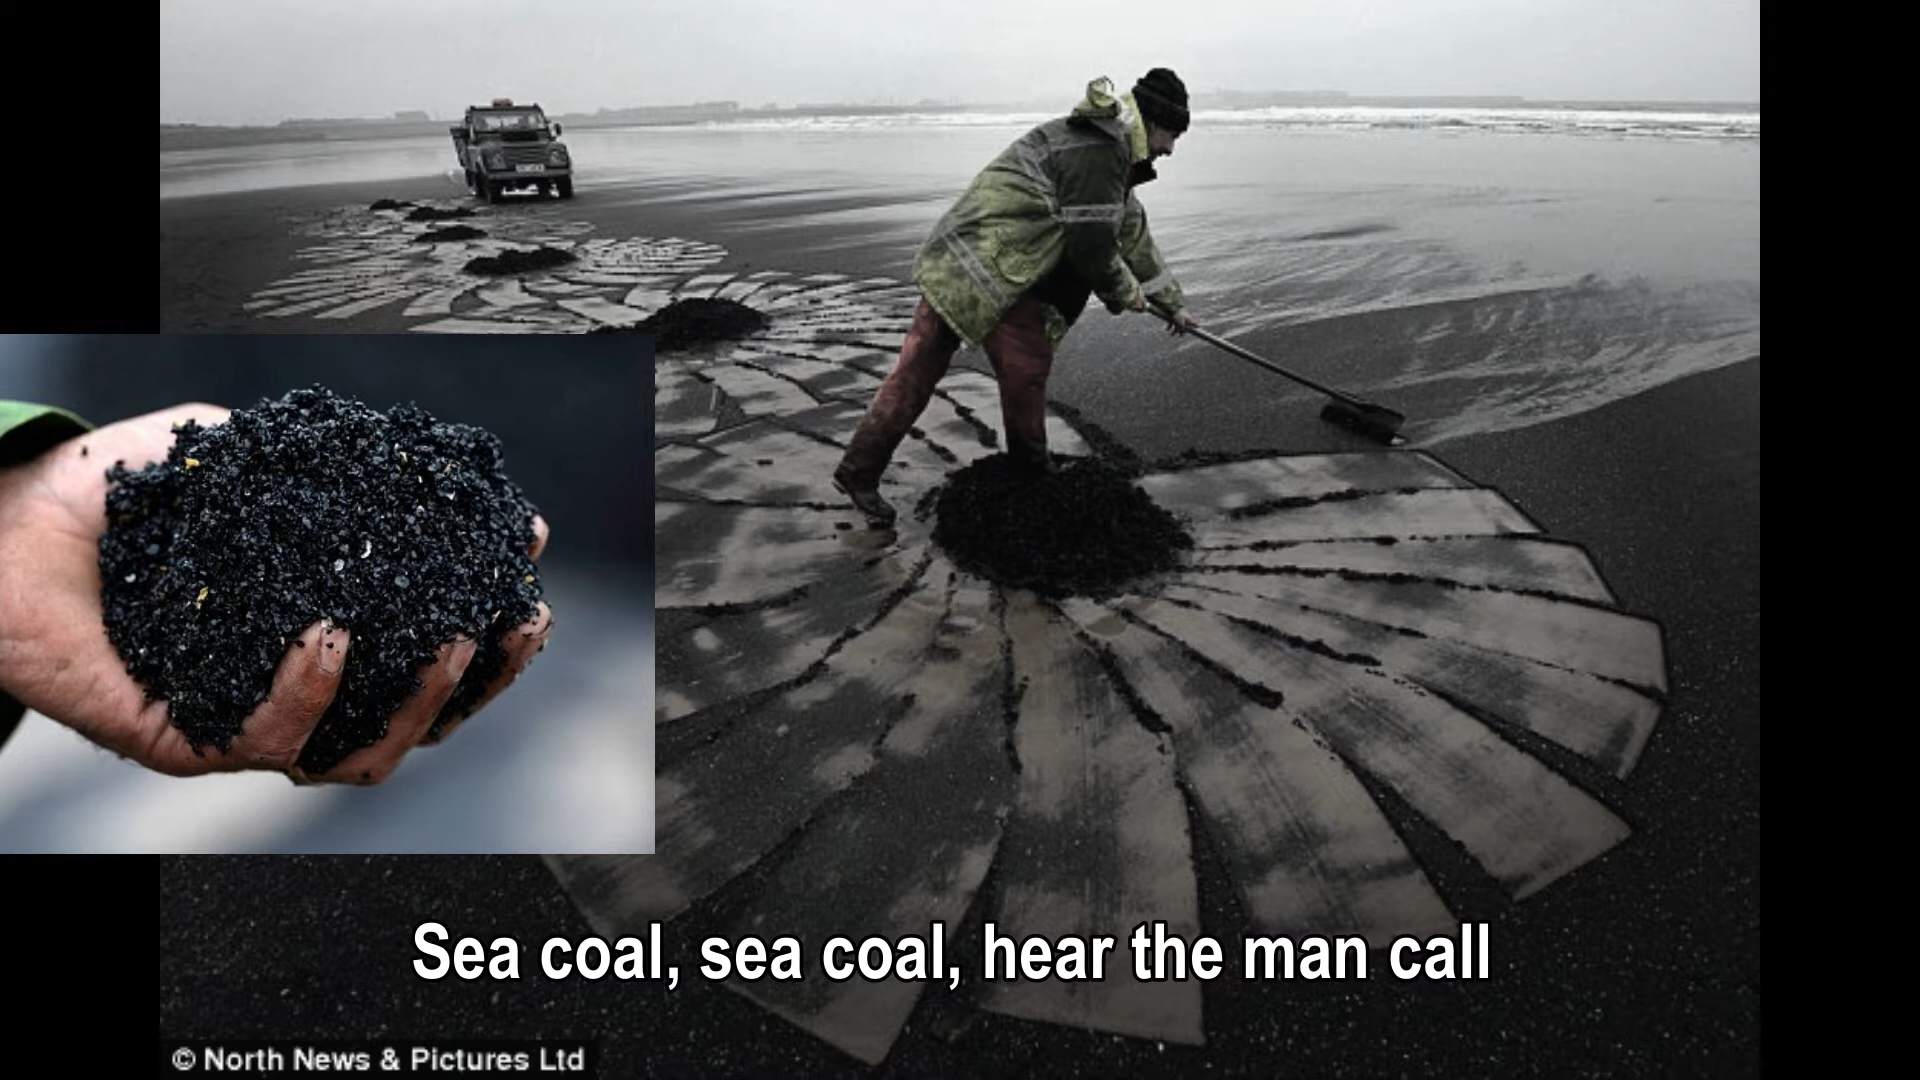 Sea coal, sea coal, hear the man call
© North News & Pictures Ltd